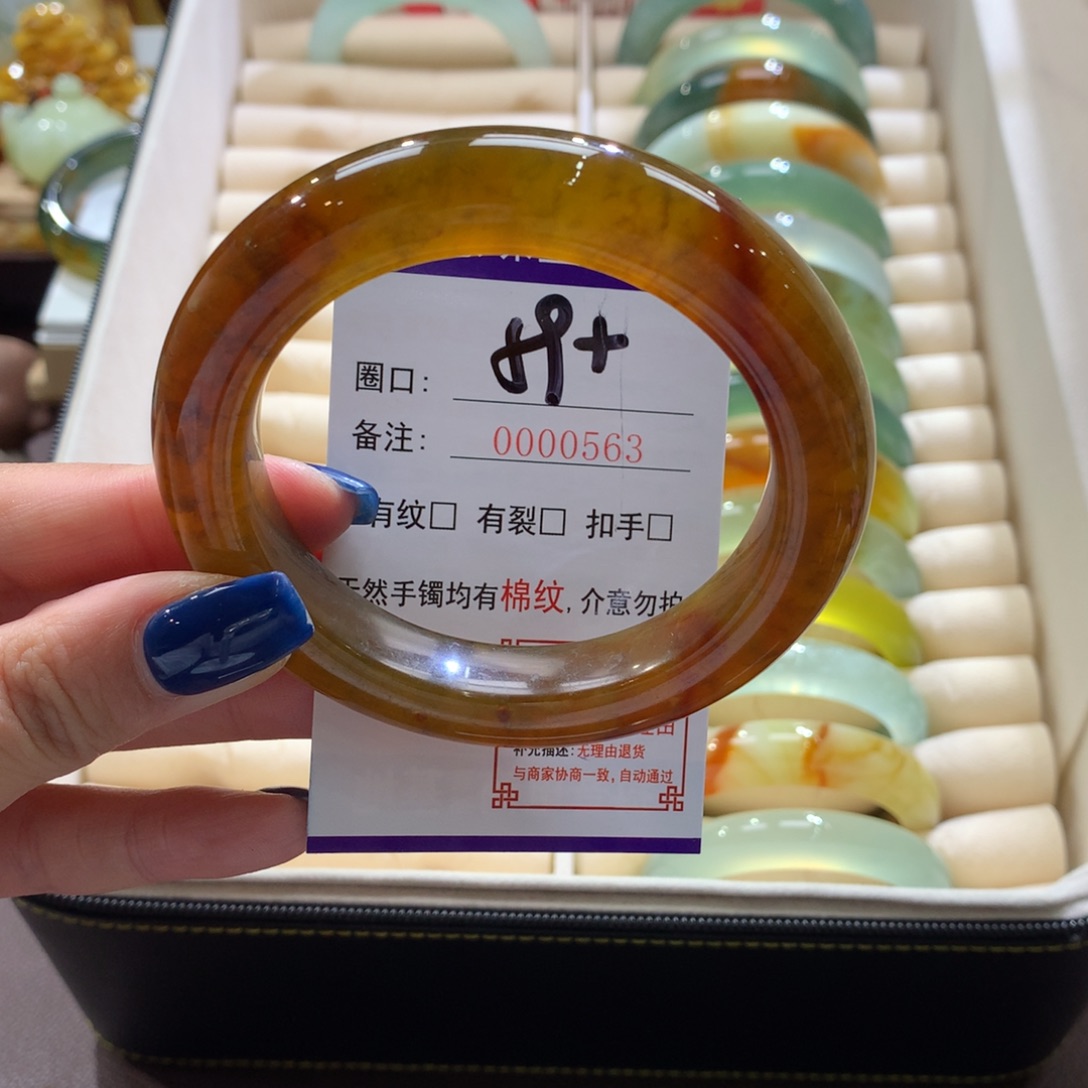 圈口: 59+
备注: 0000563
有纹□ 有裂□ 扣手□
天然手镯均有棉纹, 介意勿拍
理由
补充描述: 无理由退货
与商家协商一致, 自动通过